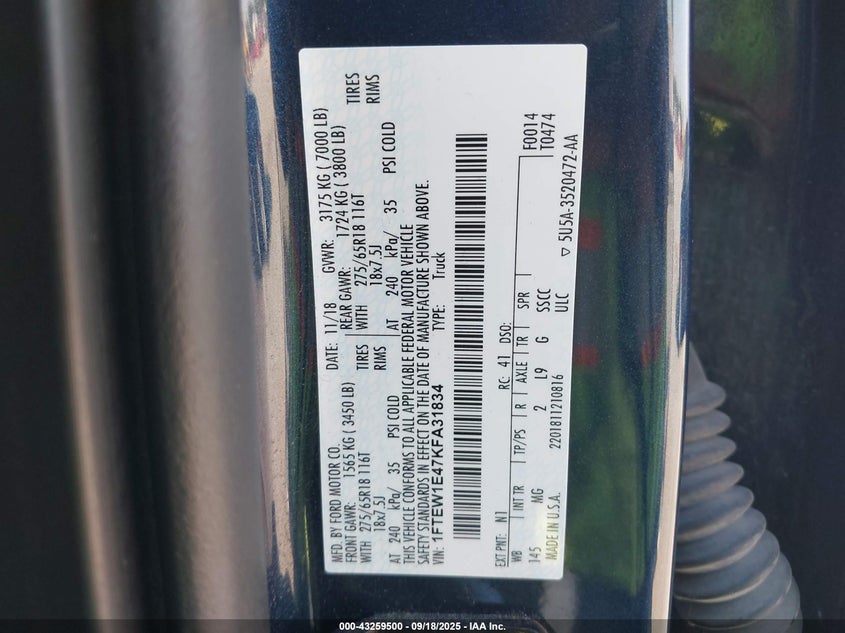 MFD. BY FORD MOTOR CO.
DATE: 11/18 GVWR: 3175 KG ( 7000 LB)
FRONT GAWR: 1565 KG ( 3450 LB) REAR GAWR: 1724 KG ( 3800 LB)
WITH 275/65R18 116T TIRES WITH 275/65R18 116T TIRES
18x7.5J RIMS 18x7.5J RIMS
AT 240 kPa/ 35 PSI COLD AT 240 kPa/ 35 PSI COLD
THIS VEHICLE CONFORMS TO ALL APPLICABLE FEDERAL MOTOR VEHICLE
SAFETY STANDARDS IN EFFECT ON THE DATE OF MANUFACTURE SHOWN ABOVE.
VIN: 1FTEW1E47KFA31834 TYPE: Truck
EXT PNT: N1 RC: 41 DSO: F0014
WB INT TR TP/PS R AXLE TR SPR T0474
145 MG 2 L9 G SSCC
MADE IN U.S.A. 2201811210816 ULC ▽ 5U5A-3520472-AA
000-43259500 - 09/18/2025 - IAA Inc.